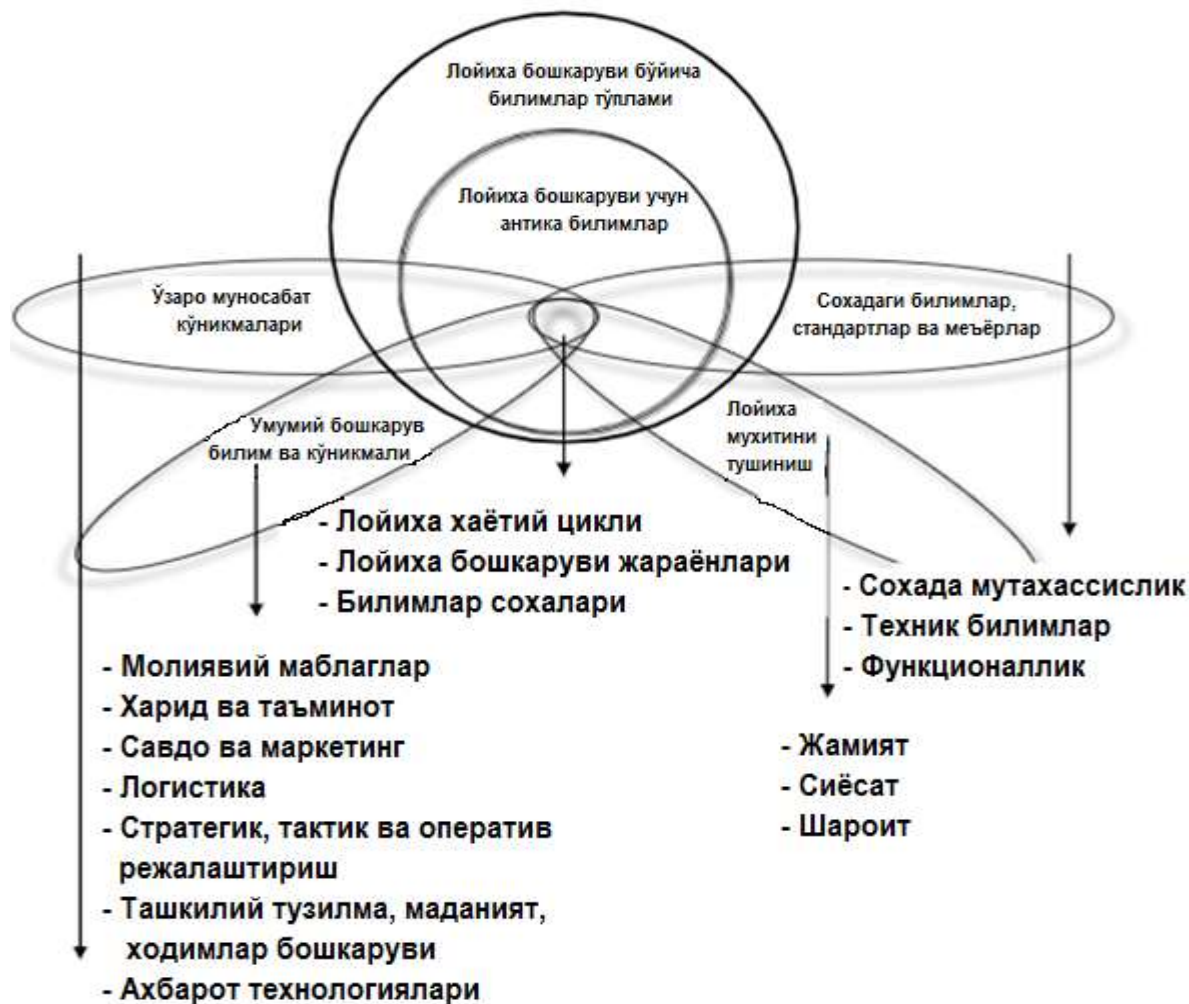 Лойиха бошкаруви бўйича
билимлар тўплами
Лойиха бошкаруви учун
антика билимлар
Ўзаро муносабат
кўникмалари
Сохадаги билимлар,
стандартлар ва меъёрлар
Умумий бошкарув
билим ва кўникмали
Лойиха
мухитини
тушиниш
- Лойиха хаётий цикли
- Лойиха бошкаруви жараёнлари
- Билимлар сохалари
- Сохада мутахассислик
- Техник билимлар
- Функционаллик
- Молиявий маблаглар
- Харид ва таъминот
- Савдо ва маркетинг
- Логистика
- Стратегик, тактик ва оператив
режалаштириш
- Ташкилий тузилма, маданият,
ходимлар бошкаруви
- Ахбарот технологиялари
- Жамият
- Сиёсат
- Шароит